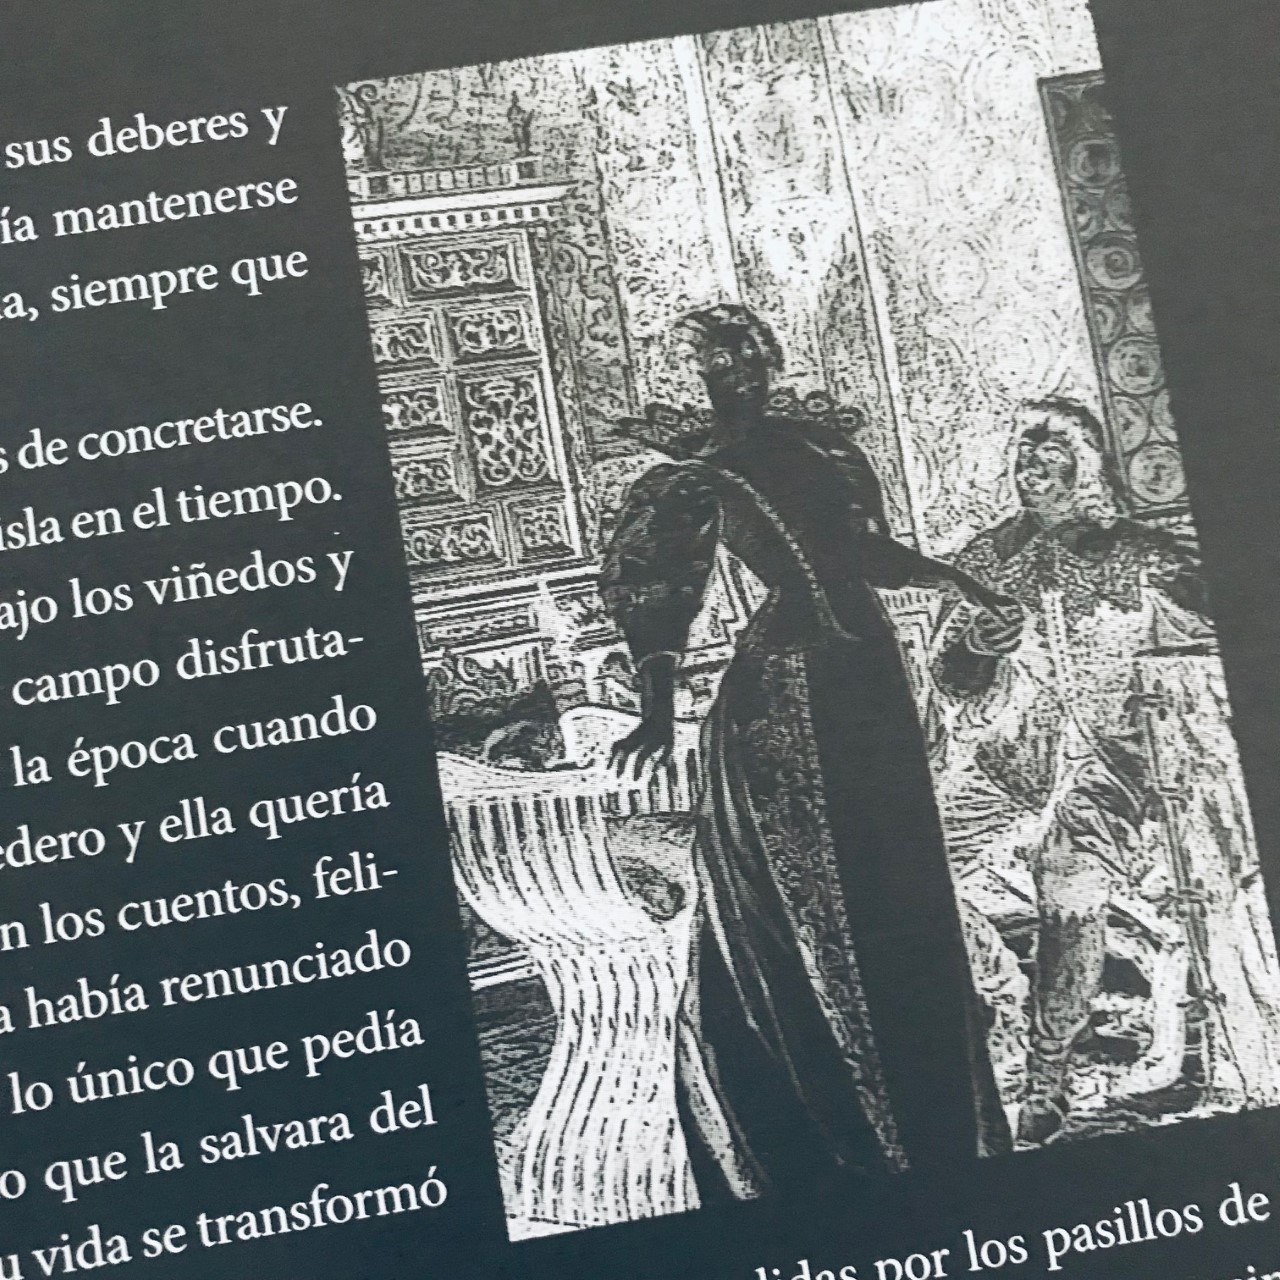 sus deberes y
ía mantenerse
a, siempre que
s de concretarse.
isla en el tiempo.
ajo los viñedos y
campo disfruta-
la época cuando
edero y ella quería
n los cuentos, feli-
a había renunciado
lo único que pedía
o que la salvara del
u vida se transformó
por los pasillos de